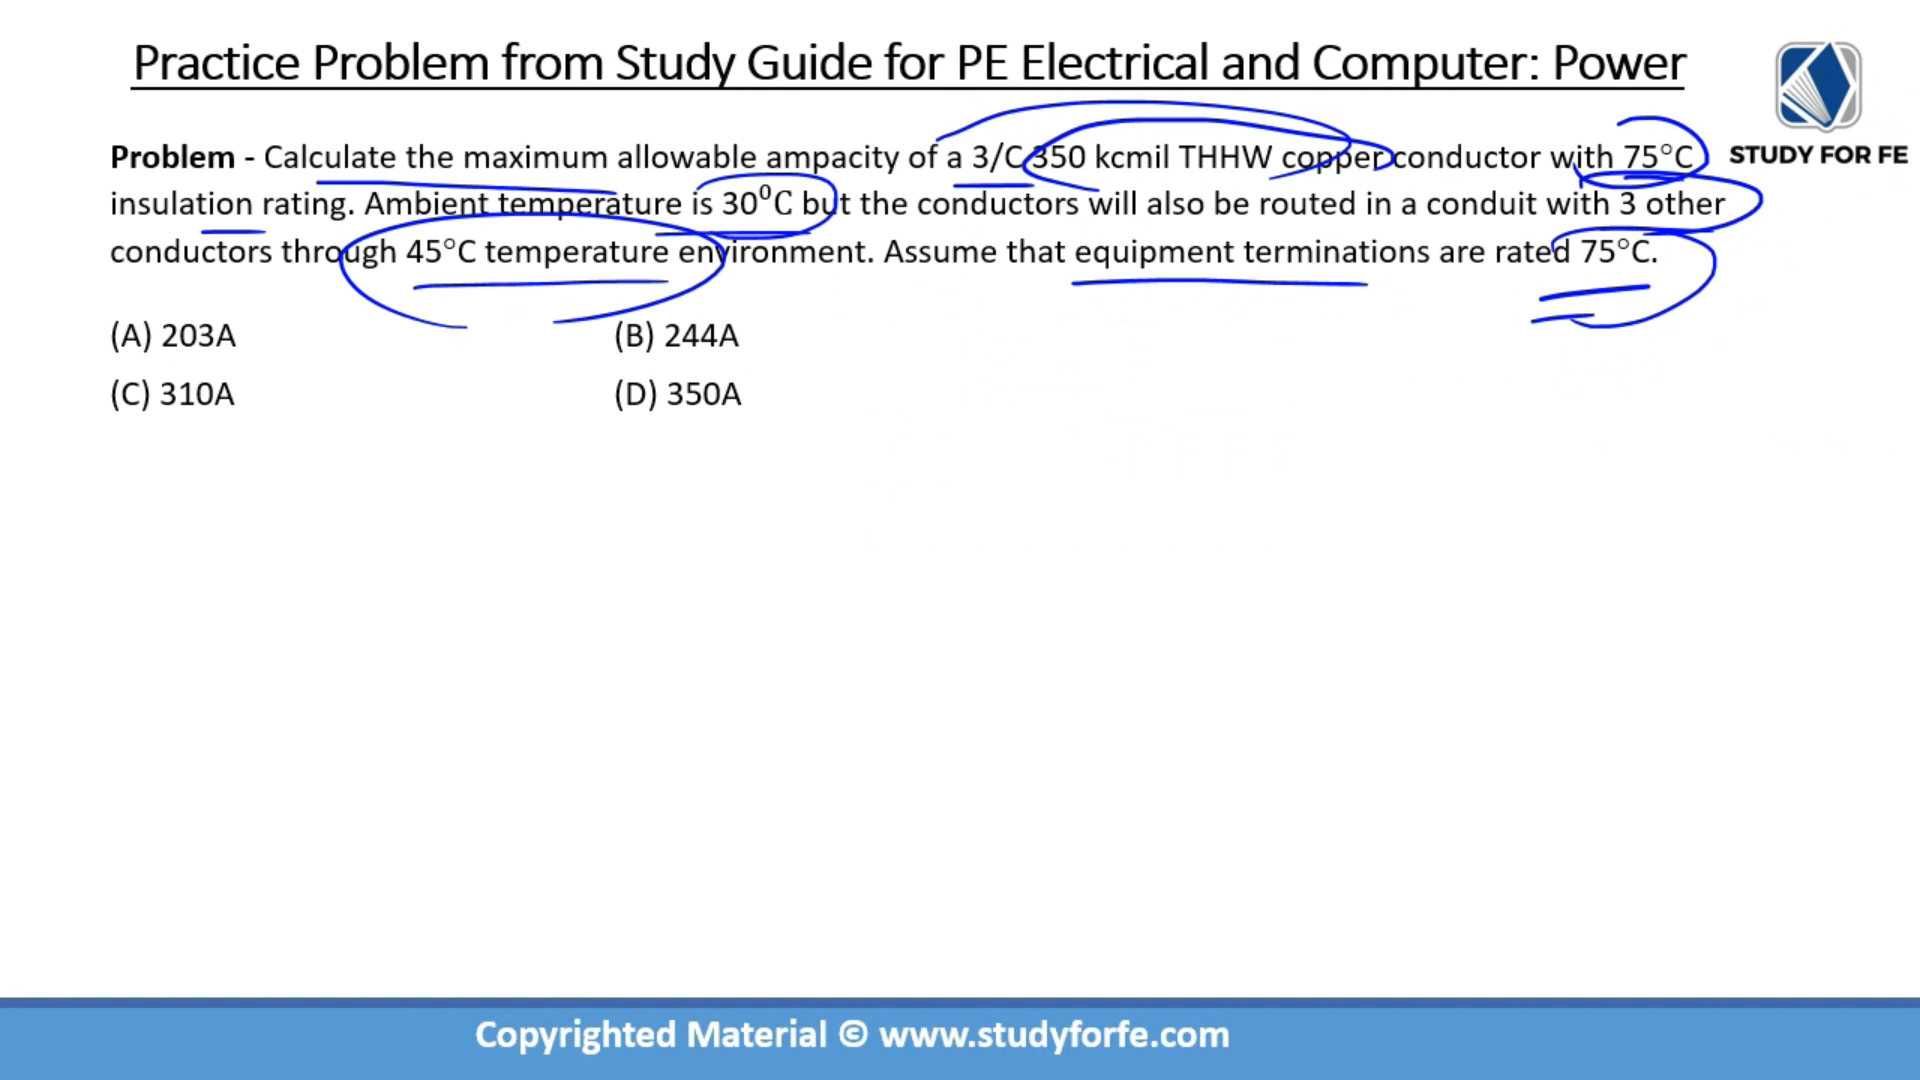 Practice Problem from Study Guide for PE Electrical and Computer: Power
STUDY FOR FE
Problem - Calculate the maximum allowable ampacity of a 3/C 350 kcmil THHW copper conductor with 75°C
insulation rating. Ambient temperature is 30⁰C but the conductors will also be routed in a conduit with 3 other
conductors through 45°C temperature environment. Assume that equipment terminations are rated 75°C.
(A) 203A (B) 244A
(C) 310A (D) 350A
Copyrighted Material © www.studyforfe.com